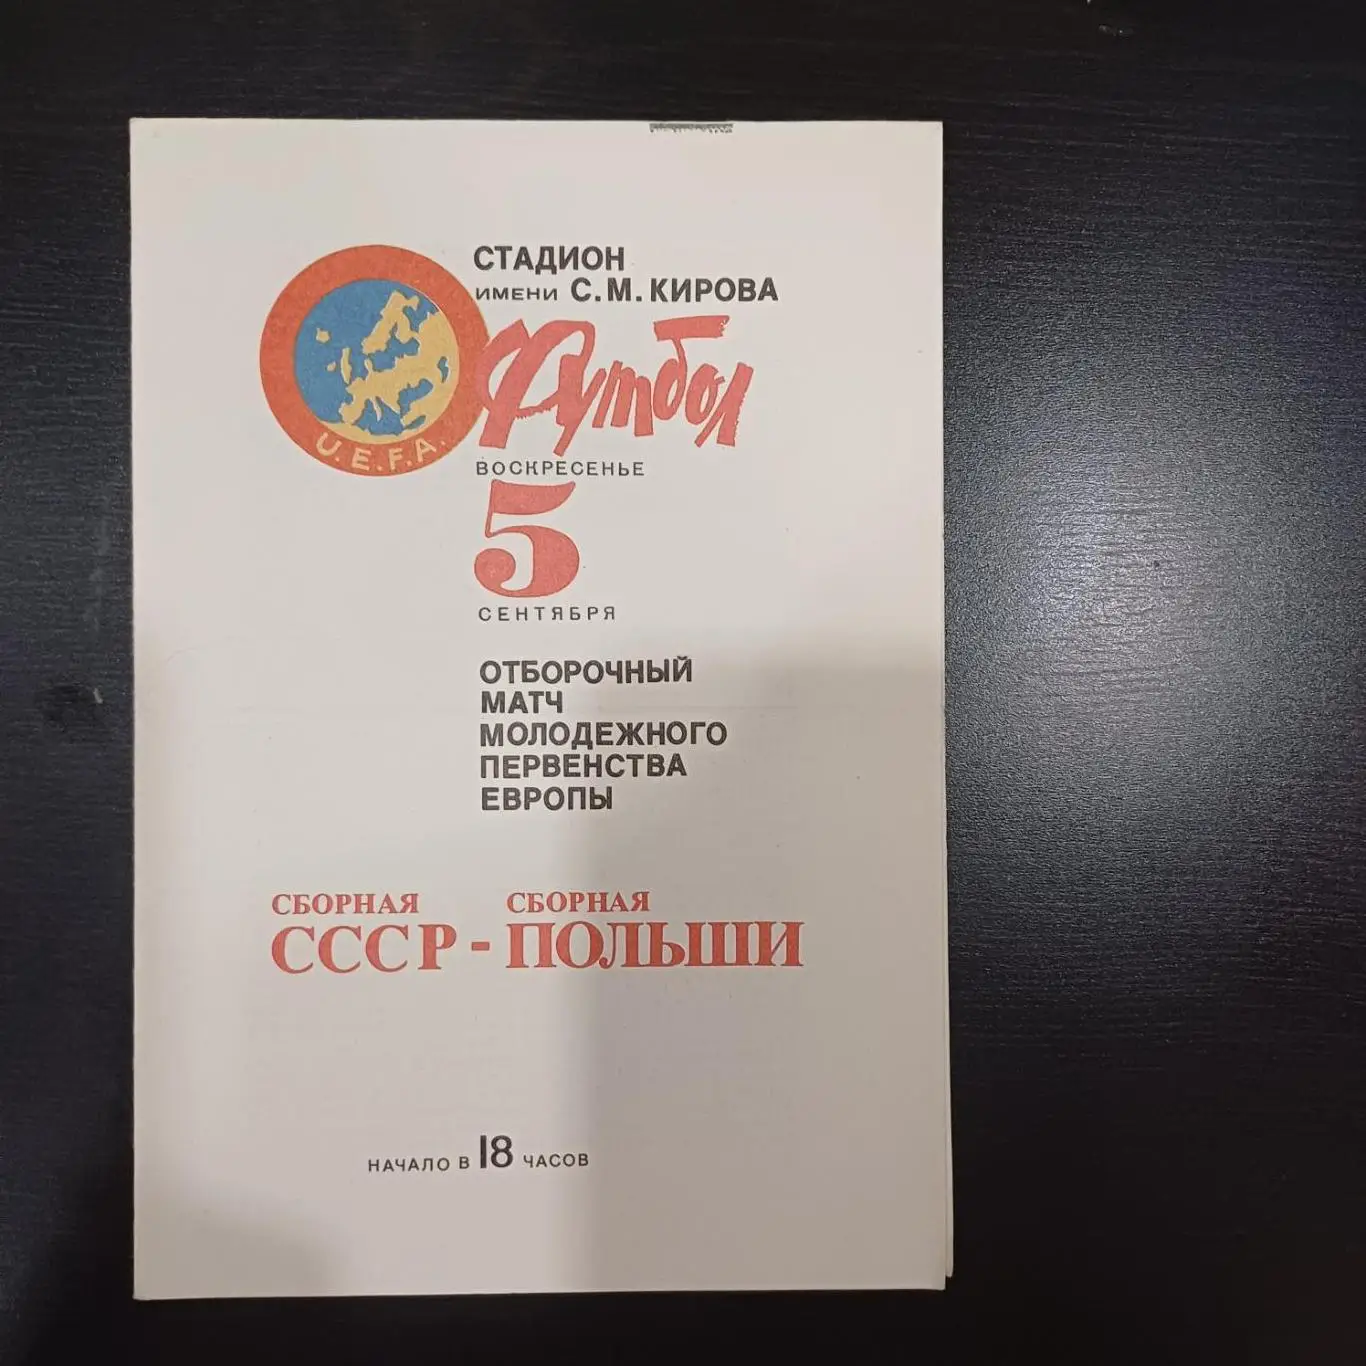 СТАДИОН
ИМЕНИ С.М.КИРОВА
Футбол
U.E.F.A.
ВОСКРЕСЕНЬЕ
5
СЕНТЯБРЯ
ОТБОРОЧНЫЙ
МАТЧ
МОЛОДЕЖНОГО
ПЕРВЕНСТВА
ЕВРОПЫ
СБОРНАЯ СБОРНАЯ
СССР - ПОЛЬШИ
НАЧАЛО В 18 ЧАСОВ